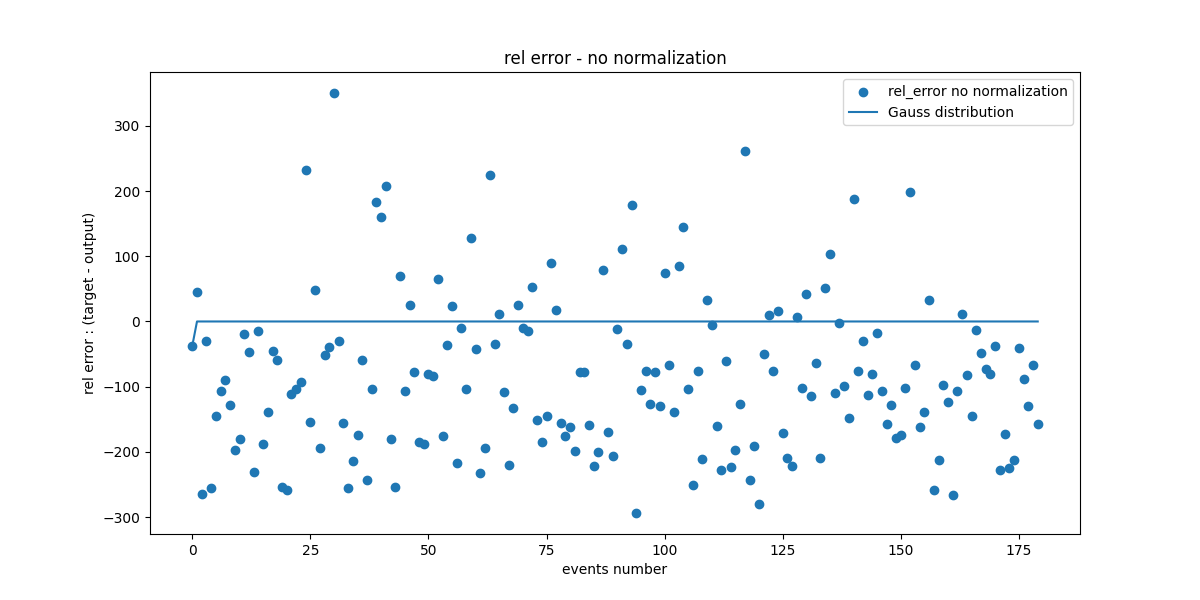 rel error - no normalization
rel_error no normalization
Gauss distribution
rel error : (target - output)
300
200
100
0
−100
−200
−300
0 25 50 75 100 125 150 175
events number